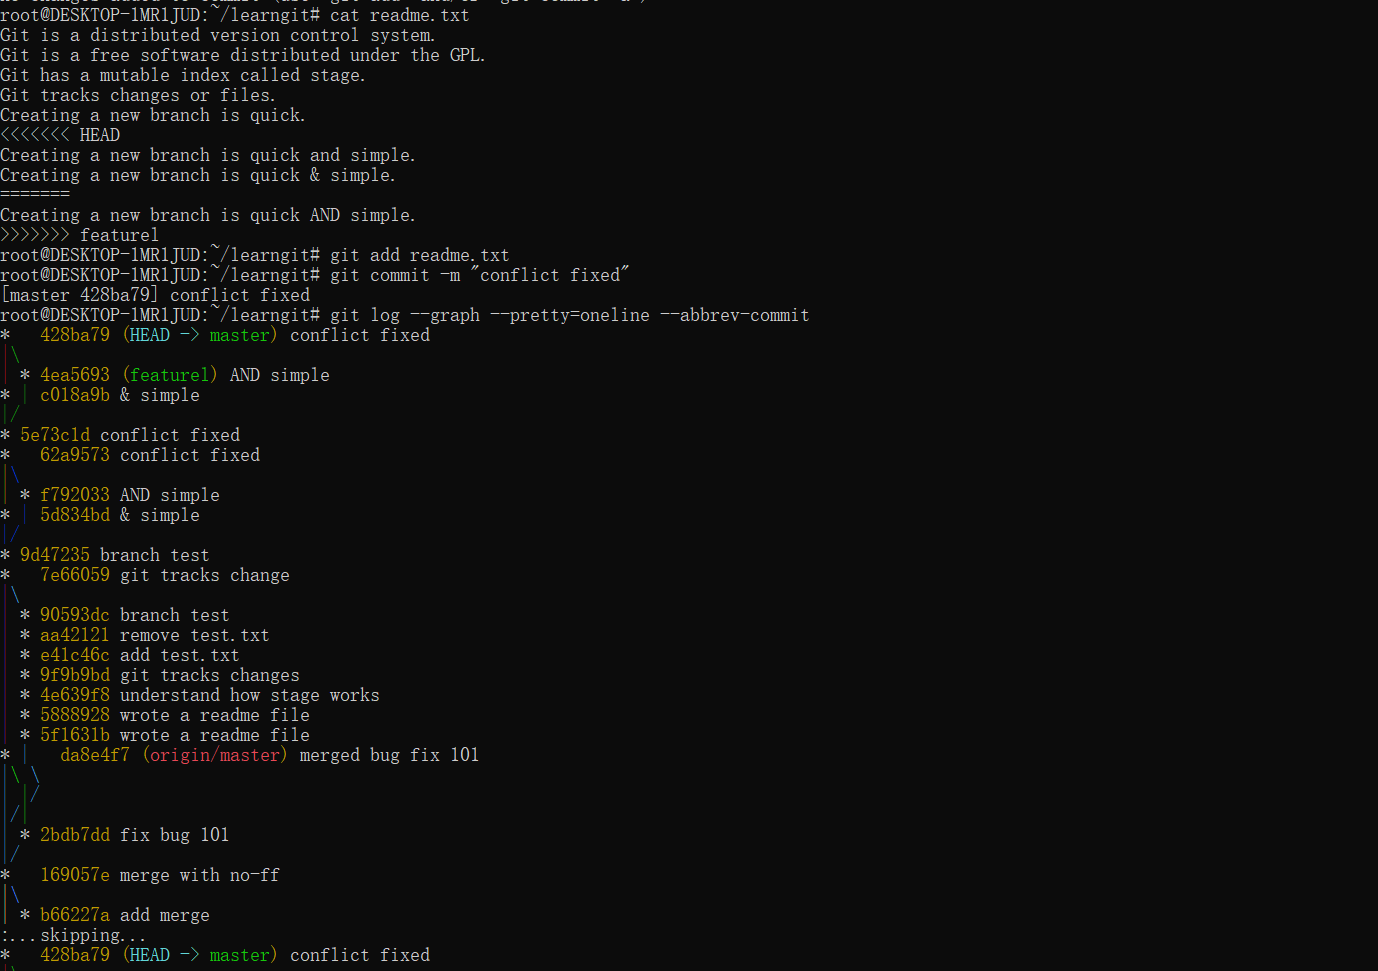 root@DESKTOP-1MR1JUD:~/learngit# cat readme.txt
Git is a distributed version control system.
Git is a free software distributed under the GPL.
Git has a mutable index called stage.
Git tracks changes or files.
Creating a new branch is quick.
<<<<<<< HEAD
Creating a new branch is quick and simple.
Creating a new branch is quick & simple.
=======
Creating a new branch is quick AND simple.
>>>>>>> feature1
root@DESKTOP-1MR1JUD:~/learngit# git add readme.txt
root@DESKTOP-1MR1JUD:~/learngit# git commit -m "conflict fixed"
[master 428ba79] conflict fixed
root@DESKTOP-1MR1JUD:~/learngit# git log --graph --pretty=oneline --abbrev-commit
*   428ba79 (HEAD -> master) conflict fixed
|\
| * 4ea5693 (feature1) AND simple
* | c018a9b & simple
|/
* 5e73c1d conflict fixed
*   62a9573 conflict fixed
|\
| * f792033 AND simple
* | 5d834bd & simple
|/
* 9d47235 branch test
*   7e66059 git tracks change
|\
| * 90593dc branch test
| * aa42121 remove test.txt
| * e41c46c add test.txt
| * 9f9b9bd git tracks changes
| * 4e639f8 understand how stage works
| * 5888928 wrote a readme file
| * 5f1631b wrote a readme file
* |   da8e4f7 (origin/master) merged bug fix 101
|\ \
| |/
|/|
| * 2bdb7dd fix bug 101
|/
*   169057e merge with no-ff
|\
| * b66227a add merge
:...skipping...
*   428ba79 (HEAD -> master) conflict fixed